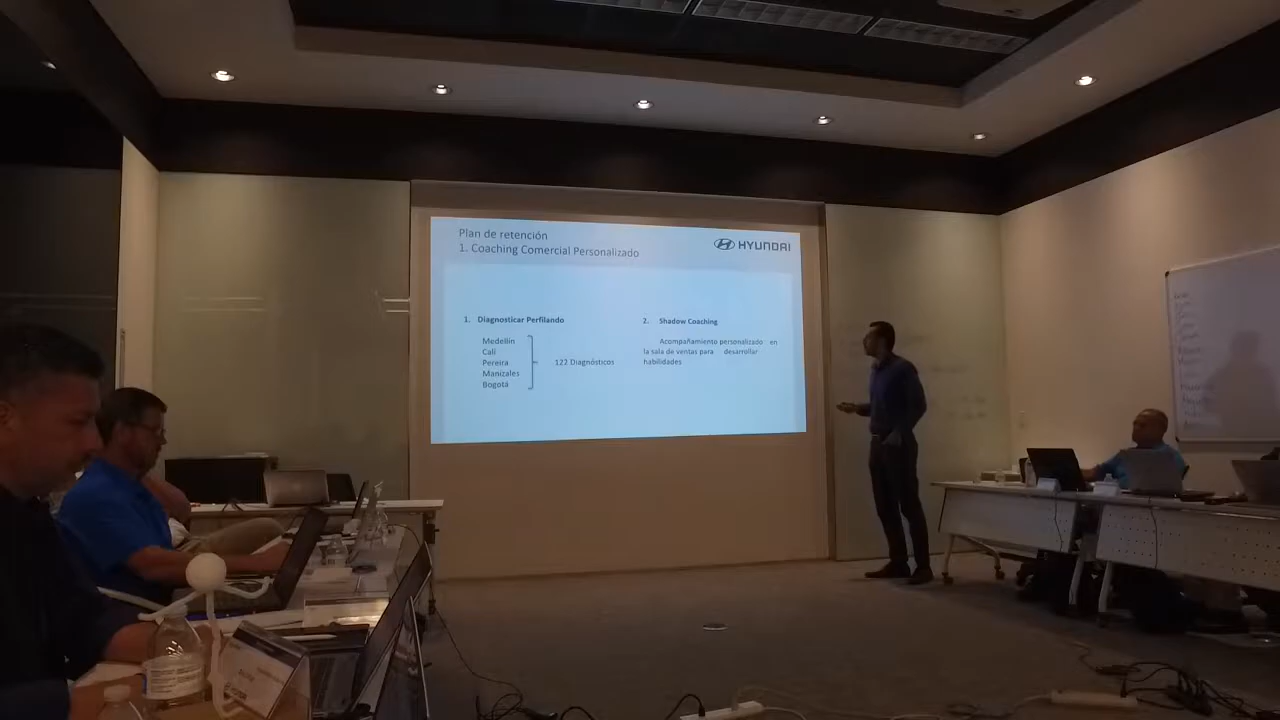 Plan de retención
1. Coaching Comercial Personalizado
HYUNDAI
1. Diagnosticar Perfilando
Medellín
Cali
Pereira
Manizales
Bogotá
122 Diagnósticos
2. Shadow Coaching
Acompañamiento personalizado en
la sala de ventas para desarrollar
habilidades